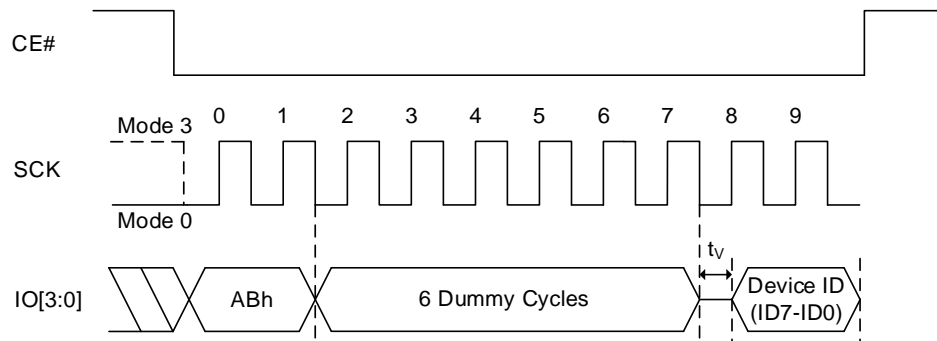 CE#
0 1 2 3 4 5 6 7 8 9
Mode 3
SCK
Mode 0
tV
IO[3:0]
ABh
6 Dummy Cycles
Device ID
(ID7-ID0)